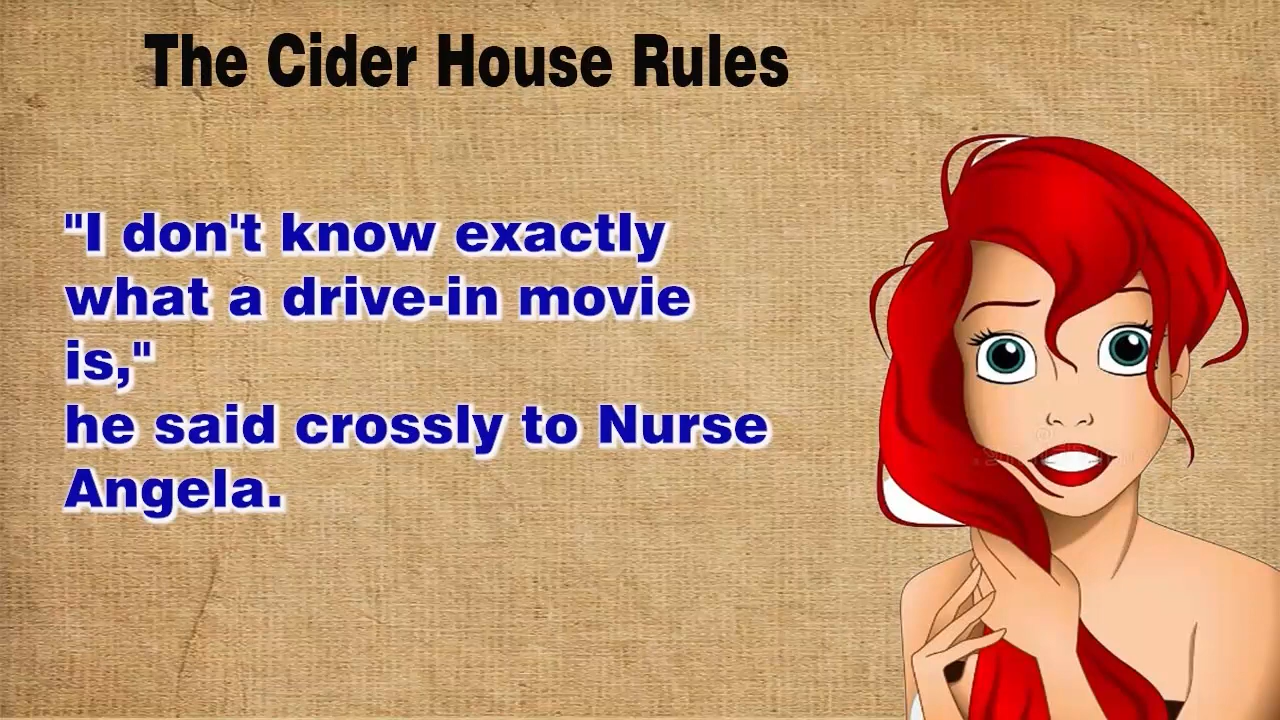 The Cider House Rules
"I don't know exactly
what a drive-in movie
is,"
he said crossly to Nurse
Angela.